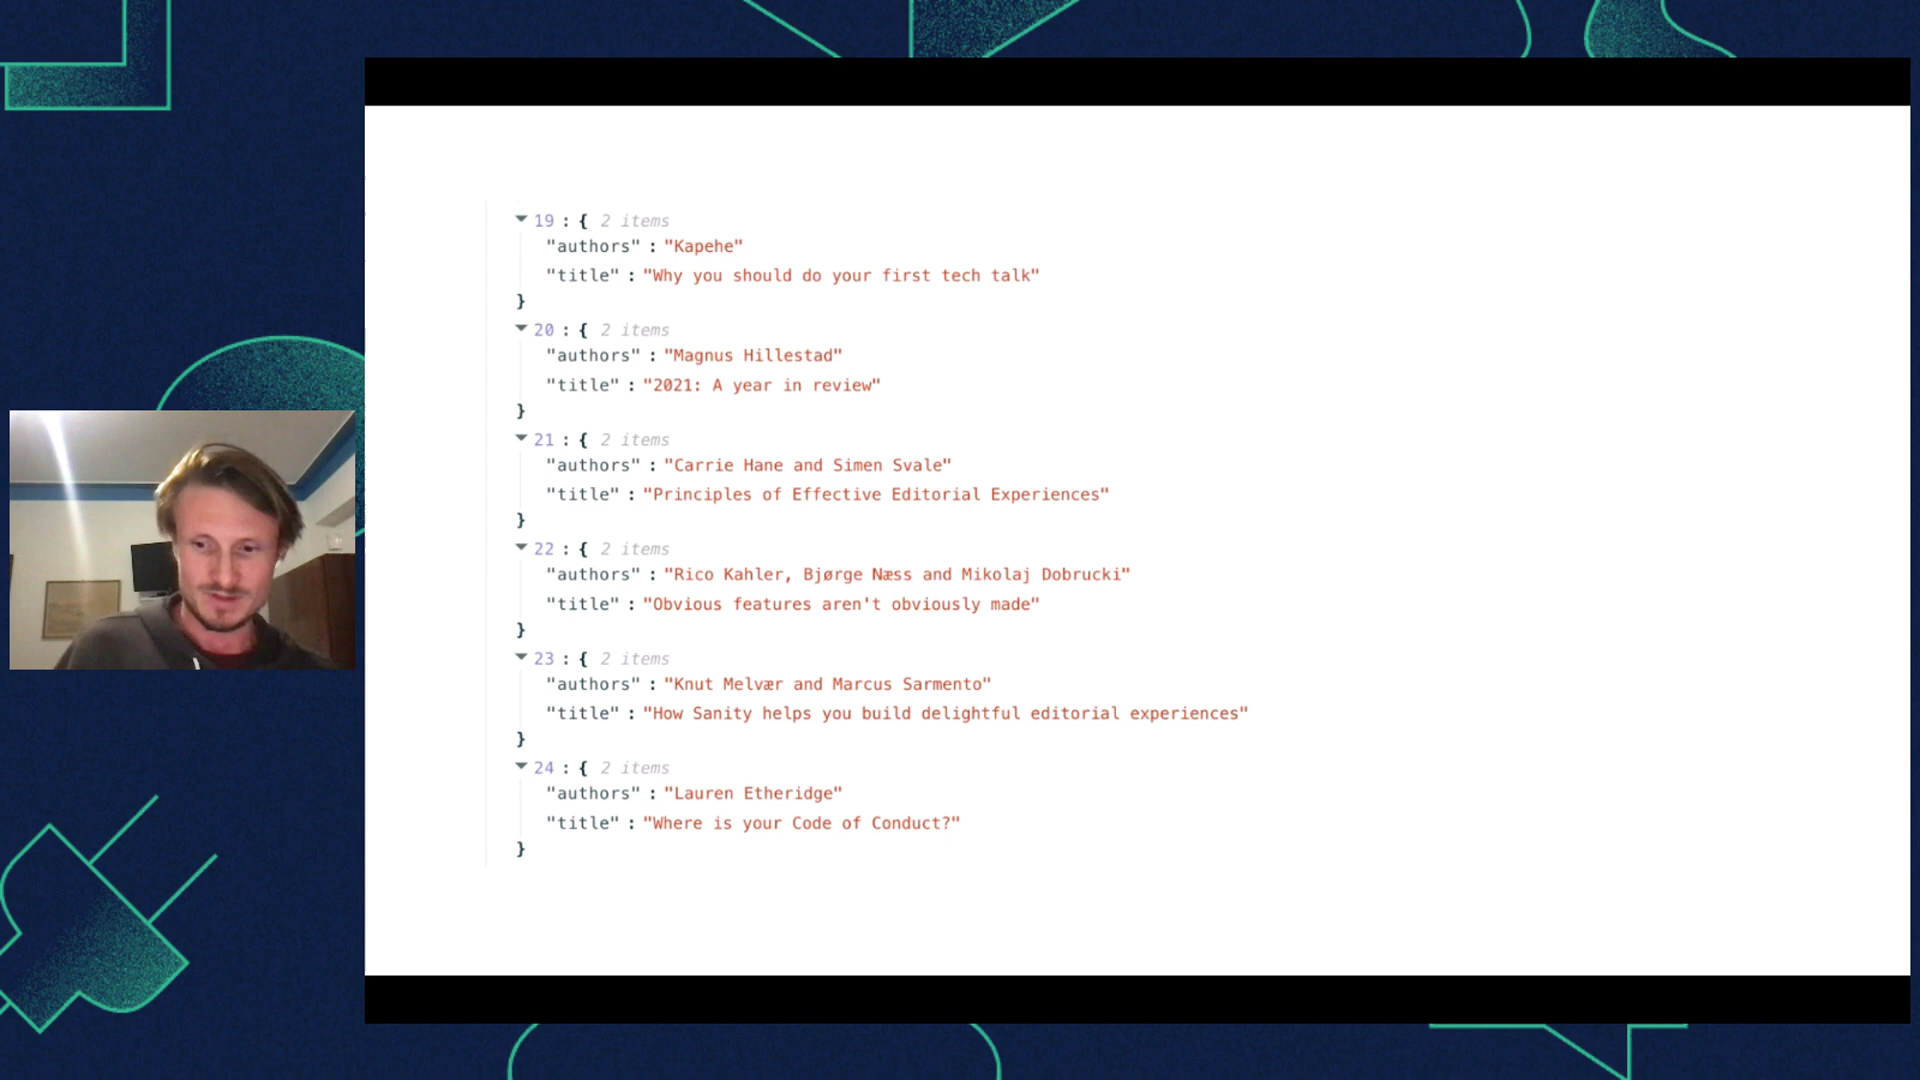 19 : { 2 items
"authors" : "Kapehe"
"title" : "Why you should do your first tech talk"
}
20 : { 2 items
"authors" : "Magnus Hillestad"
"title" : "2021: A year in review"
}
21 : { 2 items
"authors" : "Carrie Hane and Simen Svale"
"title" : "Principles of Effective Editorial Experiences"
}
22 : { 2 items
"authors" : "Rico Kahler, Bjørge Næss and Mikolaj Dobrucki"
"title" : "Obvious features aren't obviously made"
}
23 : { 2 items
"authors" : "Knut Melvær and Marcus Sarmento"
"title" : "How Sanity helps you build delightful editorial experiences"
}
24 : { 2 items
"authors" : "Lauren Etheridge"
"title" : "Where is your Code of Conduct?"
}